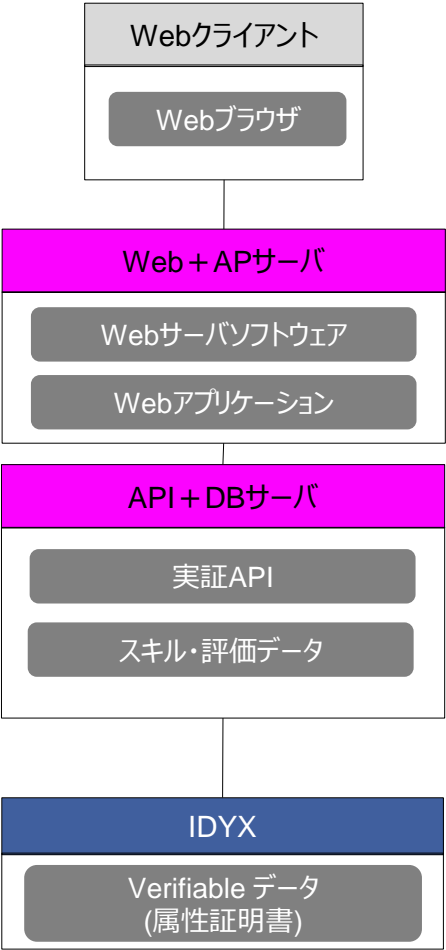 Webクライアント
Webブラウザ
Web＋APサーバ
Webサーバソフトウェア
Webアプリケーション
API＋DBサーバ
実証API
スキル・評価データ
IDYX
Verifiable データ
(属性証明書)